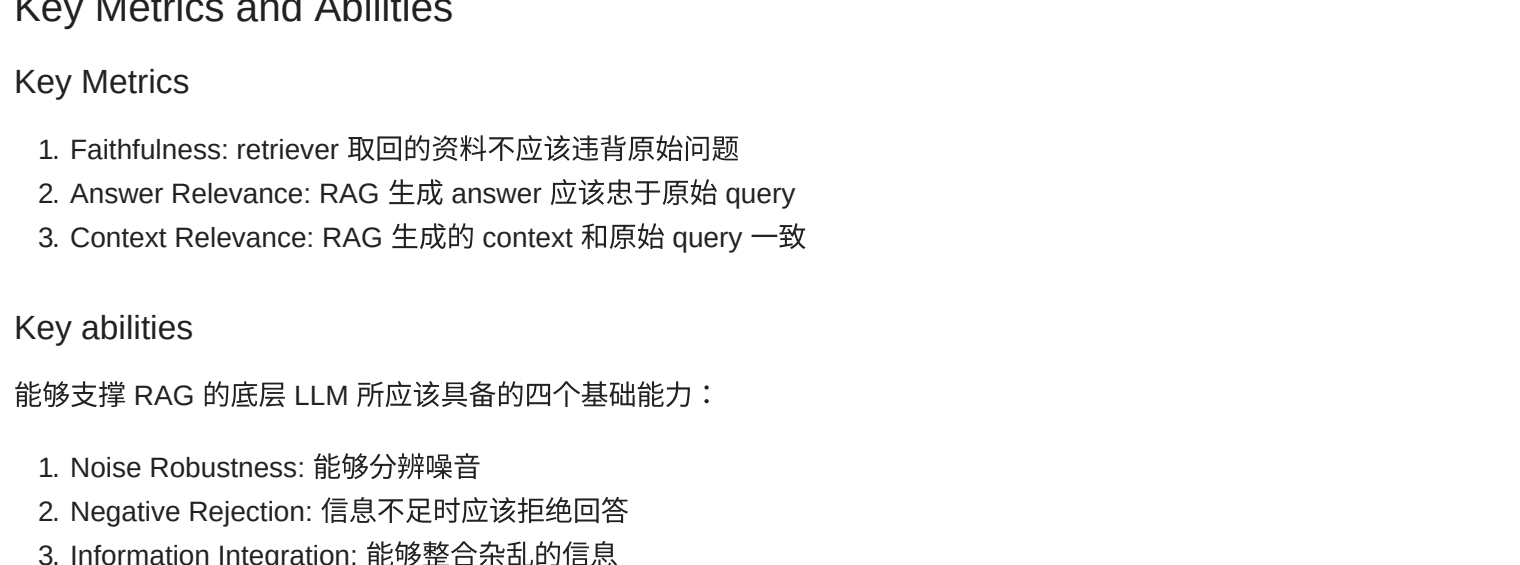 Key Metrics and Abilities
Key Metrics
1. Faithfulness: retriever 取回的资料不应该违背原始问题
2. Answer Relevance: RAG 生成 answer 应该忠于原始 query
3. Context Relevance: RAG 生成的 context 和原始 query 一致
Key abilities
能够支撑 RAG 的底层 LLM 所应该具备的四个基础能力：
1. Noise Robustness: 能够分辨噪音
2. Negative Rejection: 信息不足时应该拒绝回答
3. Information Integration: 能够整合杂乱的信息